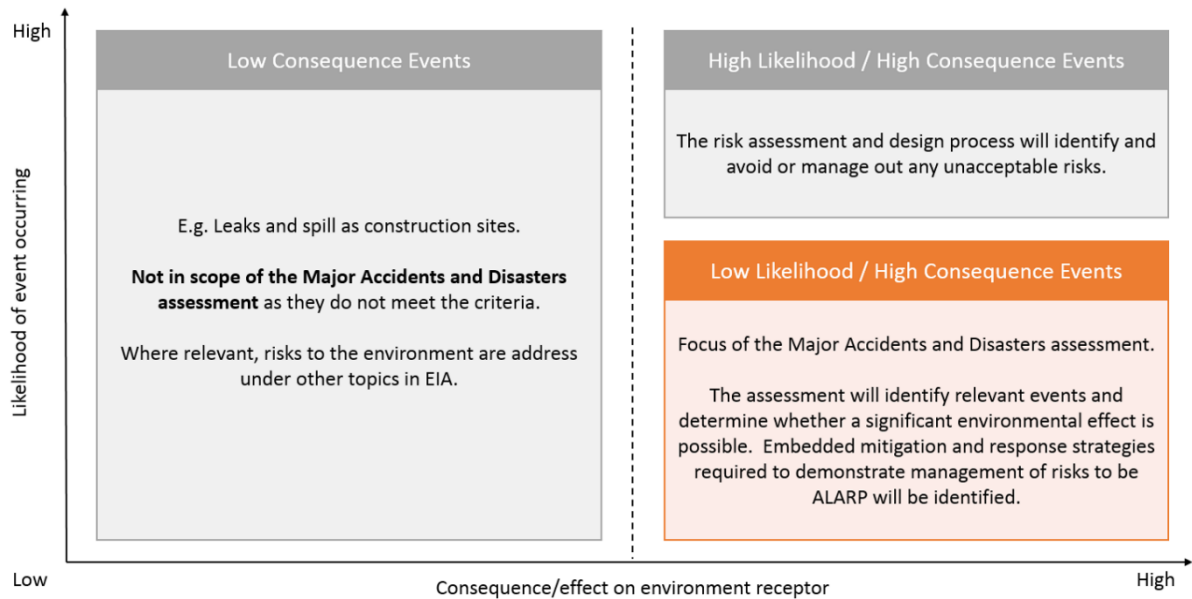 High
Low Consequence Events
E.g. Leaks and spill as construction sites.
Not in scope of the Major Accidents and Disasters
assessment as they do not meet the criteria.
Where relevant, risks to the environment are address
under other topics in EIA.
High Likelihood / High Consequence Events
The risk assessment and design process will identify and
avoid or manage out any unacceptable risks.
Low Likelihood / High Consequence Events
Focus of the Major Accidents and Disasters assessment.
The assessment will identify relevant events and
determine whether a significant environmental effect is
possible.  Embedded mitigation and response strategies
required to demonstrate management of risks to be
ALARP will be identified.
Likelihood of event occurring
Low
Consequence/effect on environment receptor
High